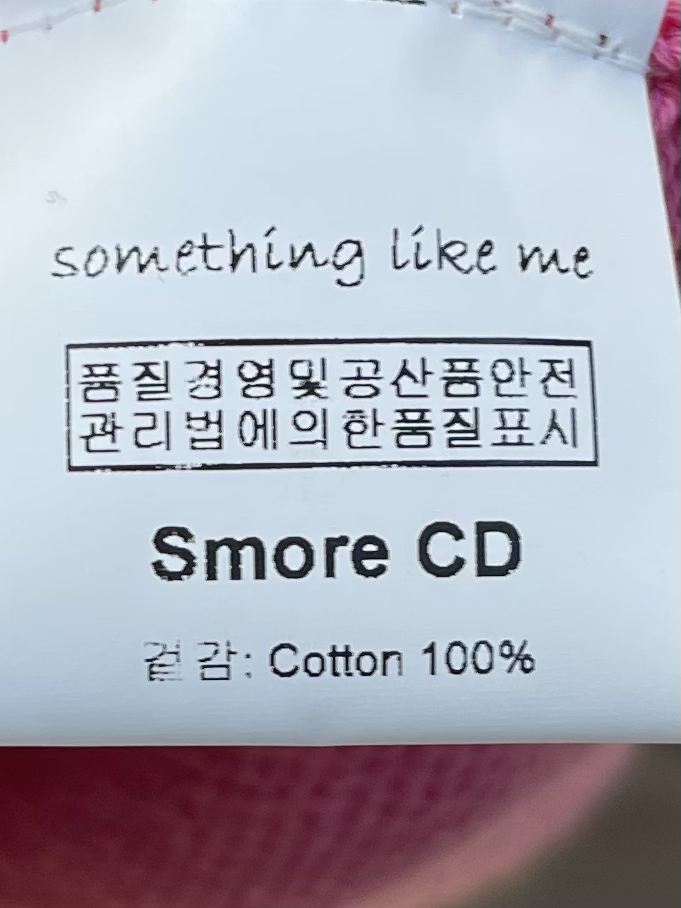 something like me
품질경영및공산품안전
관리법에의한품질표시
Smore CD
겉감: Cotton 100%